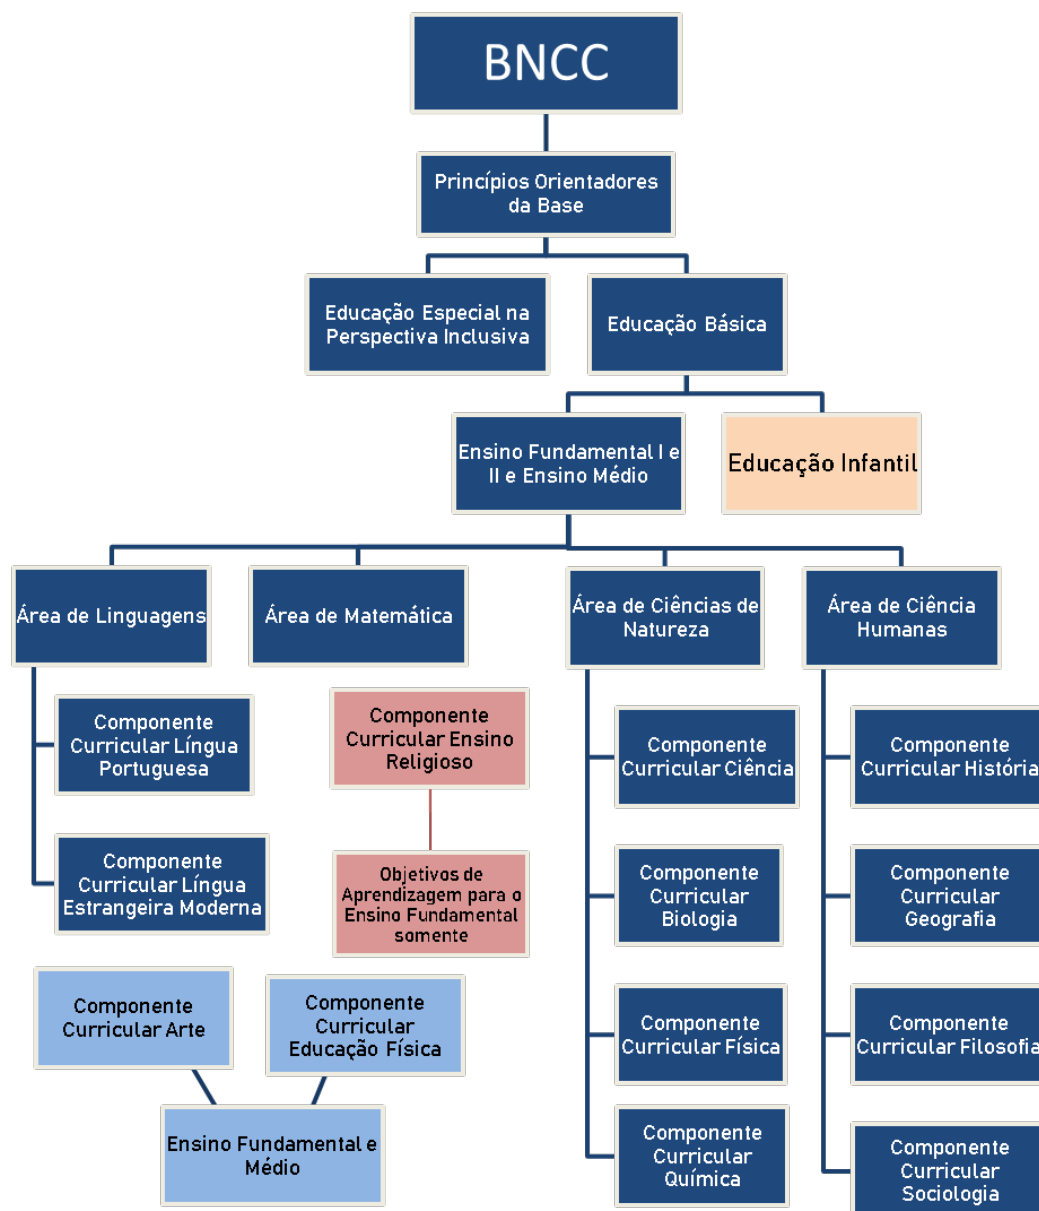 BNCC
Princípios Orientadores
da Base
Educação Especial na
Perspectiva Inclusiva
Educação Básica
Ensino Fundamental I e
II e Ensino Médio
Educação Infantil
Área de Linguagens
Área de Matemática
Área de Ciências de
Natureza
Área de Ciência
Humanas
Componente
Curricular Língua
Portuguesa
Componente
Curricular Língua
Estrangeira Moderna
Componente
Curricular Ensino
Religioso
Objetivos de
Aprendizagem para o
Ensino Fundamental
somente
Componente
Curricular Arte
Componente
Curricular
Educação Física
Ensino Fundamental e
Médio
Componente
Curricular Ciência
Componente
Curricular
Biologia
Componente
Curricular Física
Componente
Curricular
Química
Componente
Curricular História
Componente
Curricular
Geografia
Componente
Curricular Filosofia
Componente
Curricular
Sociologia